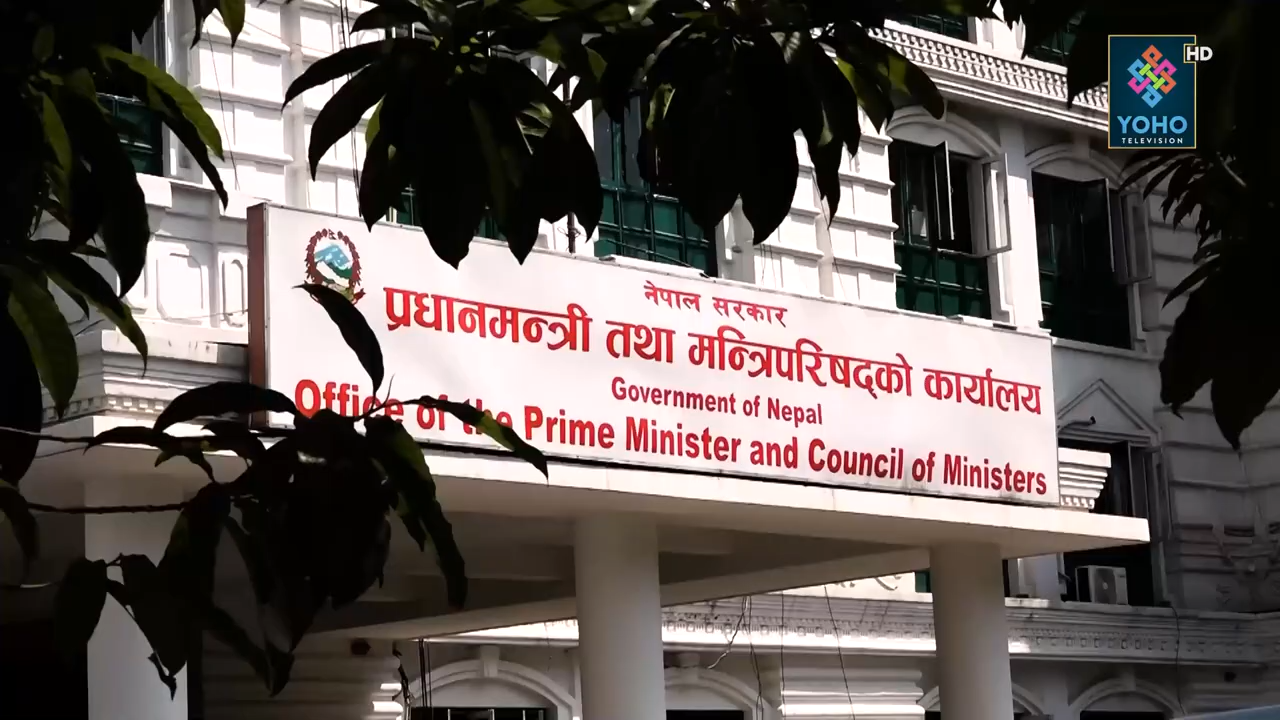 HD
YOHO
TELEVISION
नेपाल सरकार
प्रधानमन्त्री तथा मन्त्रिपरिषद्को कार्यालय
Government of Nepal
Office of the Prime Minister and Council of Ministers